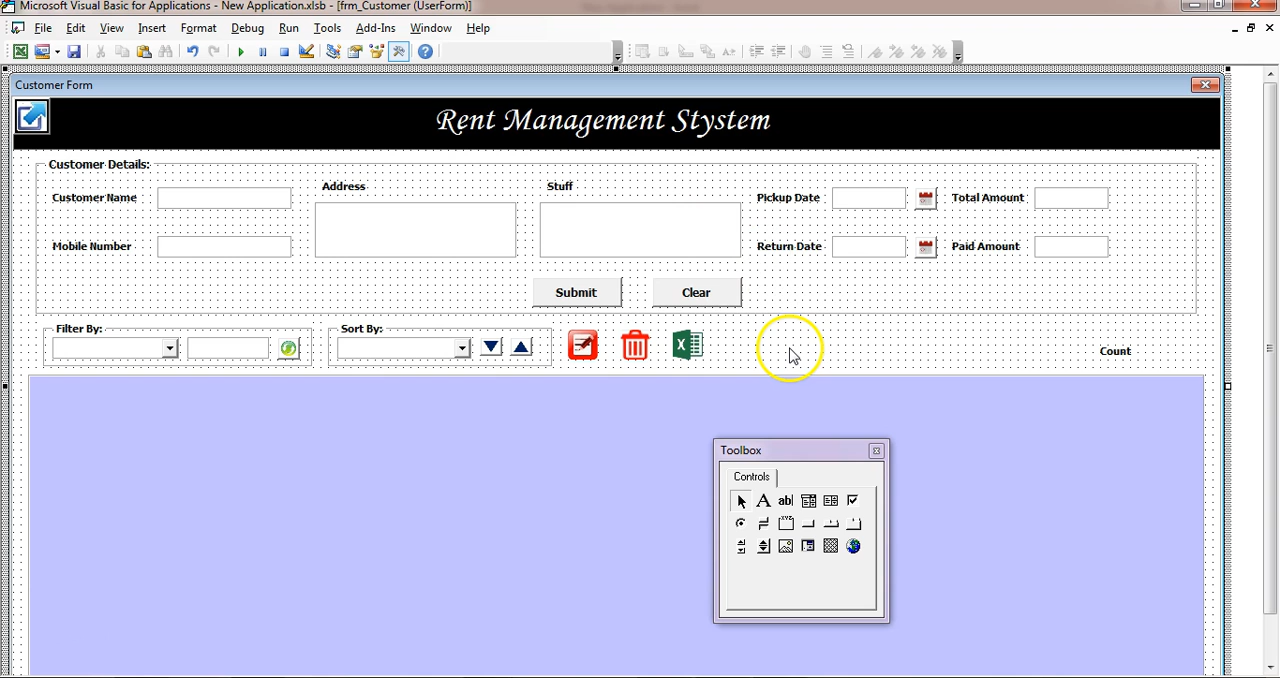 Microsoft Visual Basic for Applications - New Application.xlsb - [frm_Customer (UserForm)]
File Edit View Insert Format Debug Run Tools Add-Ins Window Help
Customer Form
Rent Management Stystem
Customer Details:
Customer Name Address Stuff Pickup Date Total Amount
Mobile Number Return Date Paid Amount
Submit Clear
Filter By: Sort By:
Count
Toolbox
Controls
A ab|